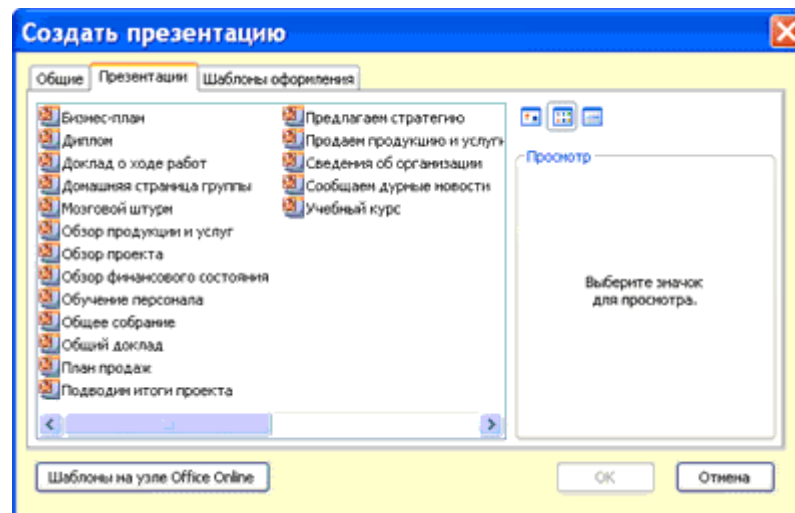 Создать презентацию
Общие Презентации Шаблоны оформления
Бизнес-план
Диплом
Доклад о ходе работ
Домашняя страница группы
Мозговой штурм
Обзор продукции и услуг
Обзор проекта
Обзор финансового состояния
Обучение персонала
Общее собрание
Общий доклад
План продаж
Подводим итоги проекта
Предлагаем стратегию
Продаем продукцию и услуги
Сведения об организации
Сообщаем дурные новости
Учебный курс
Просмотр
Выберите значок
для просмотра.
Шаблоны на узле Office Online
ОК
Отмена